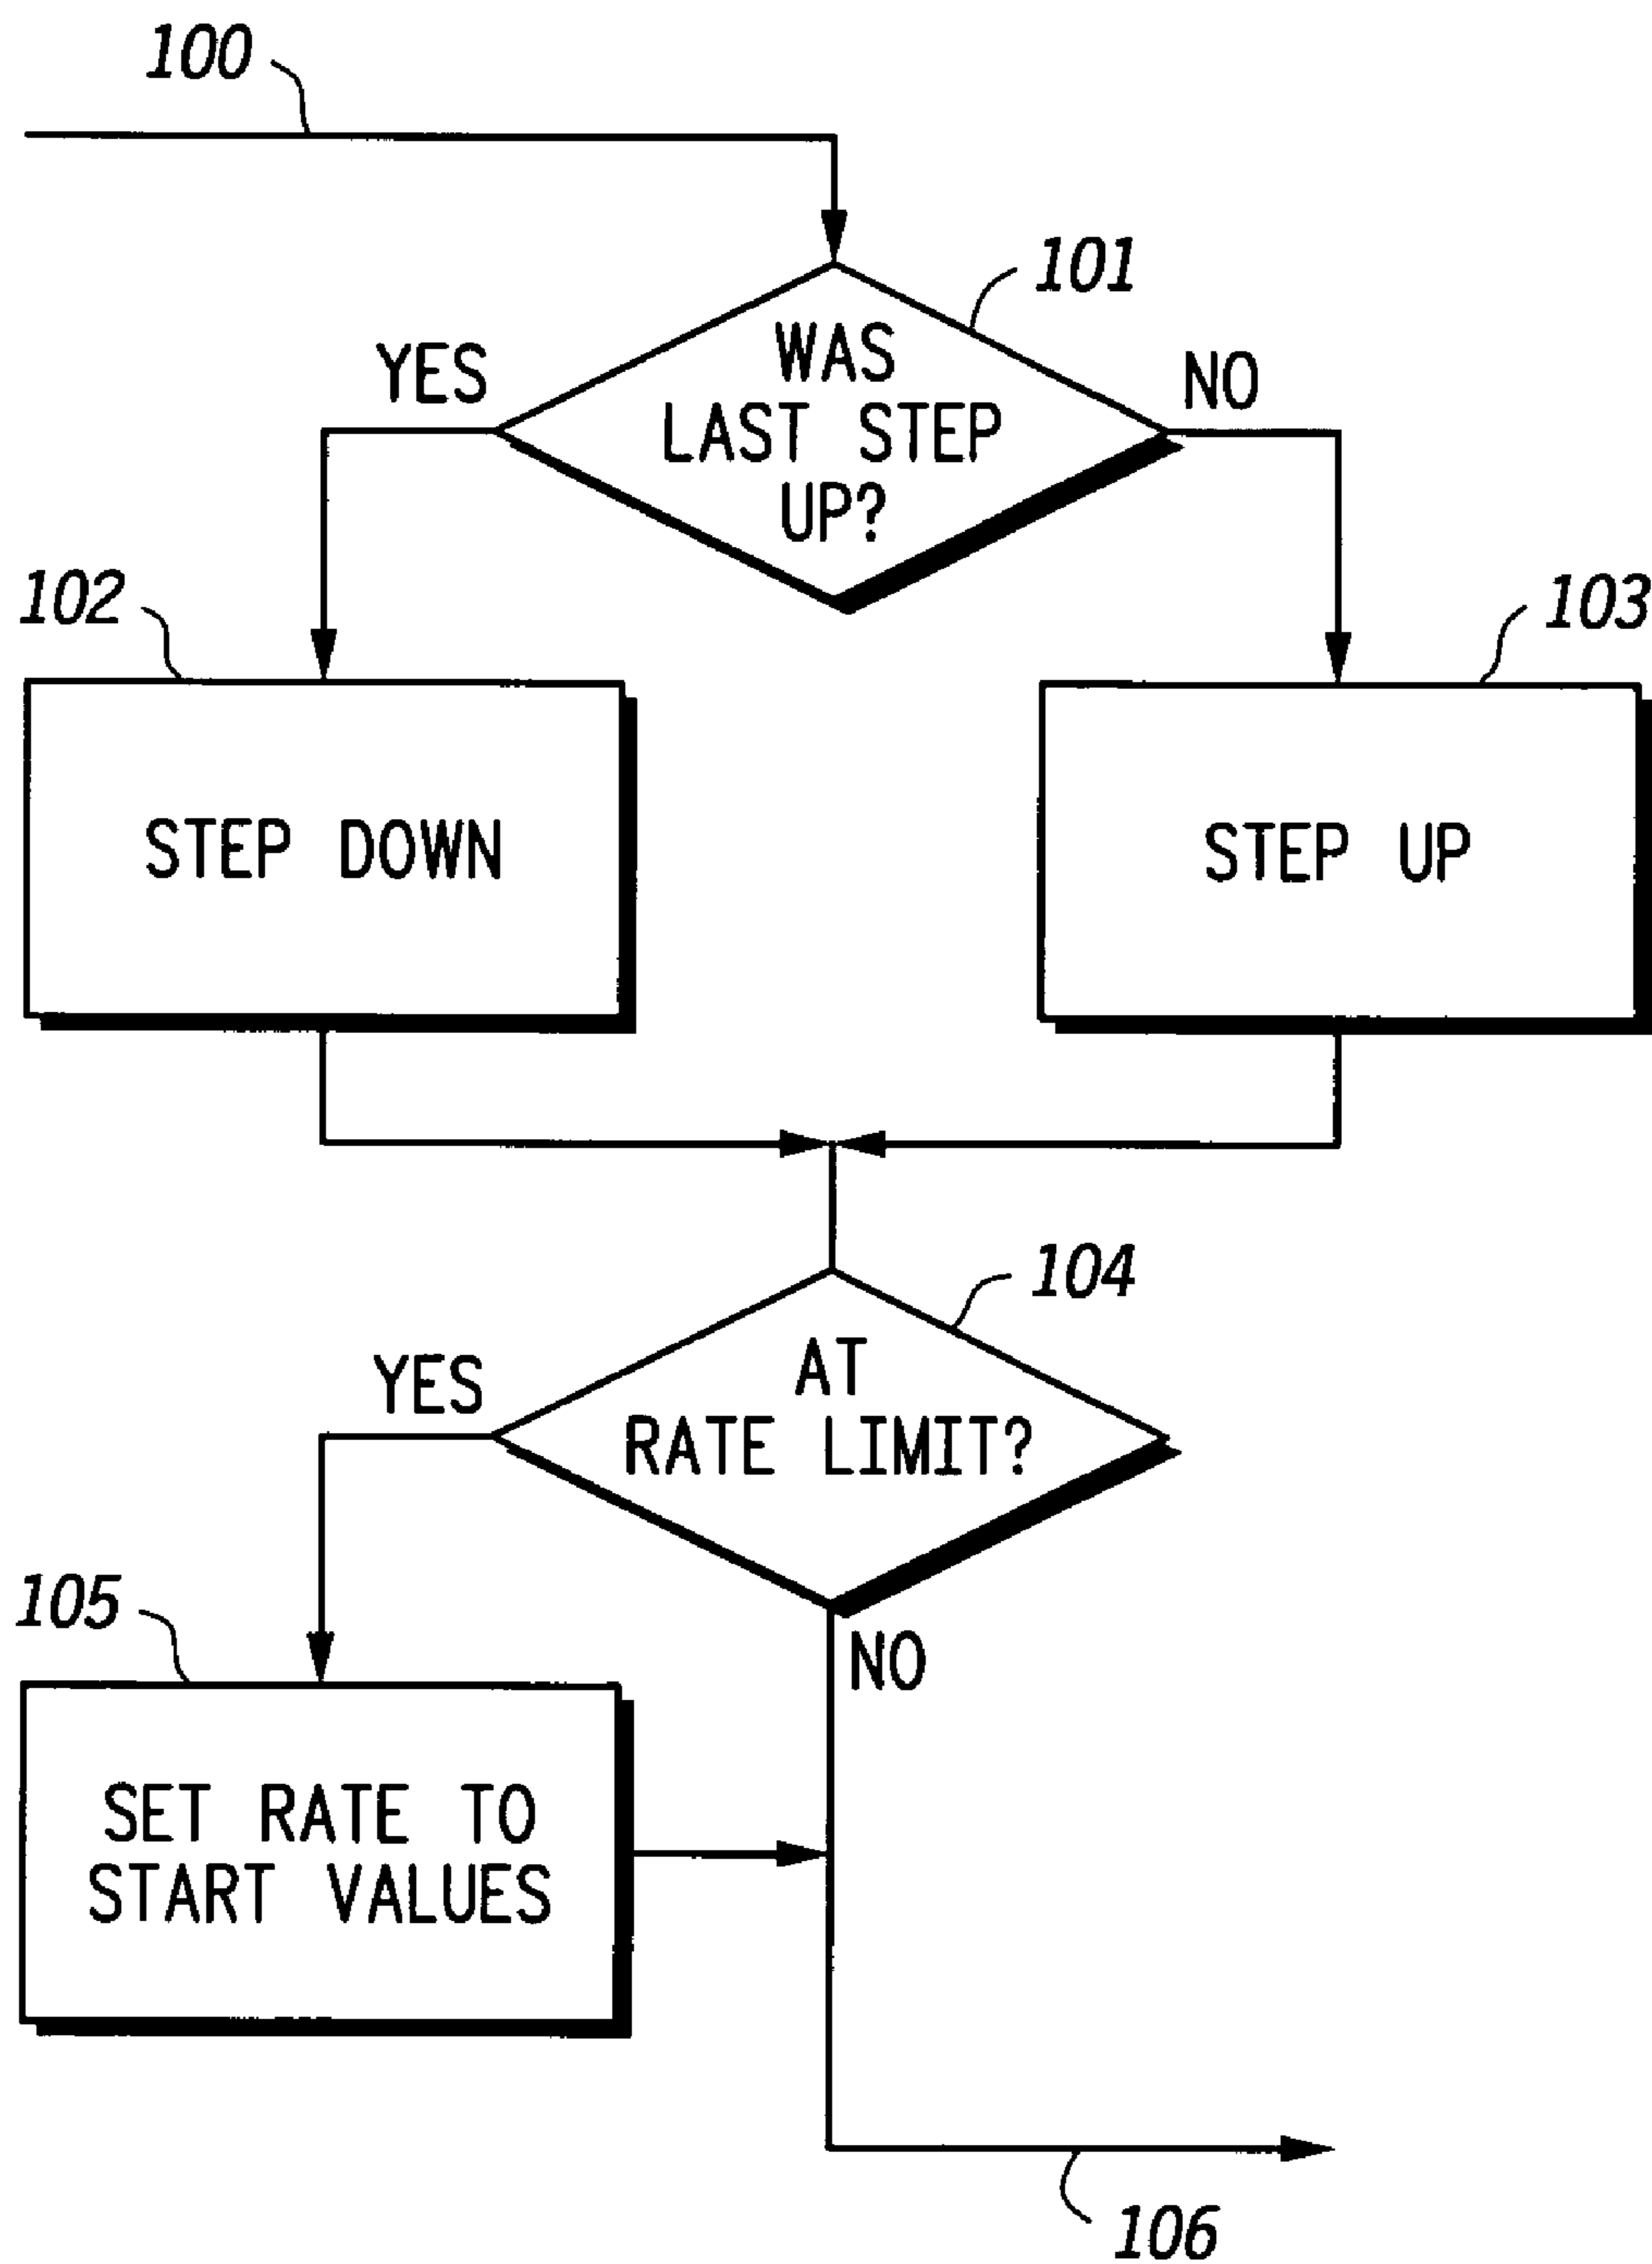 100
101
YES
NO
WAS
LAST STEP
UP?
102
103
STEP DOWN
STEP UP
104
YES
AT
RATE LIMIT?
105
NO
SET RATE TO
START VALUES
106